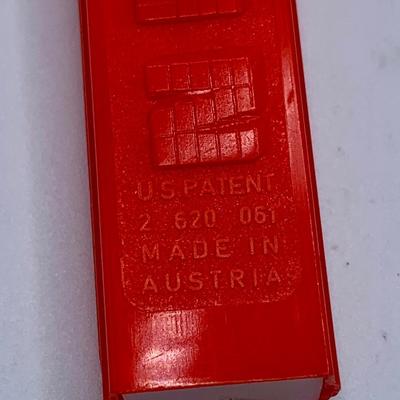 Z
U.S. PATENT
2 620 061
MADE IN
AUSTRIA